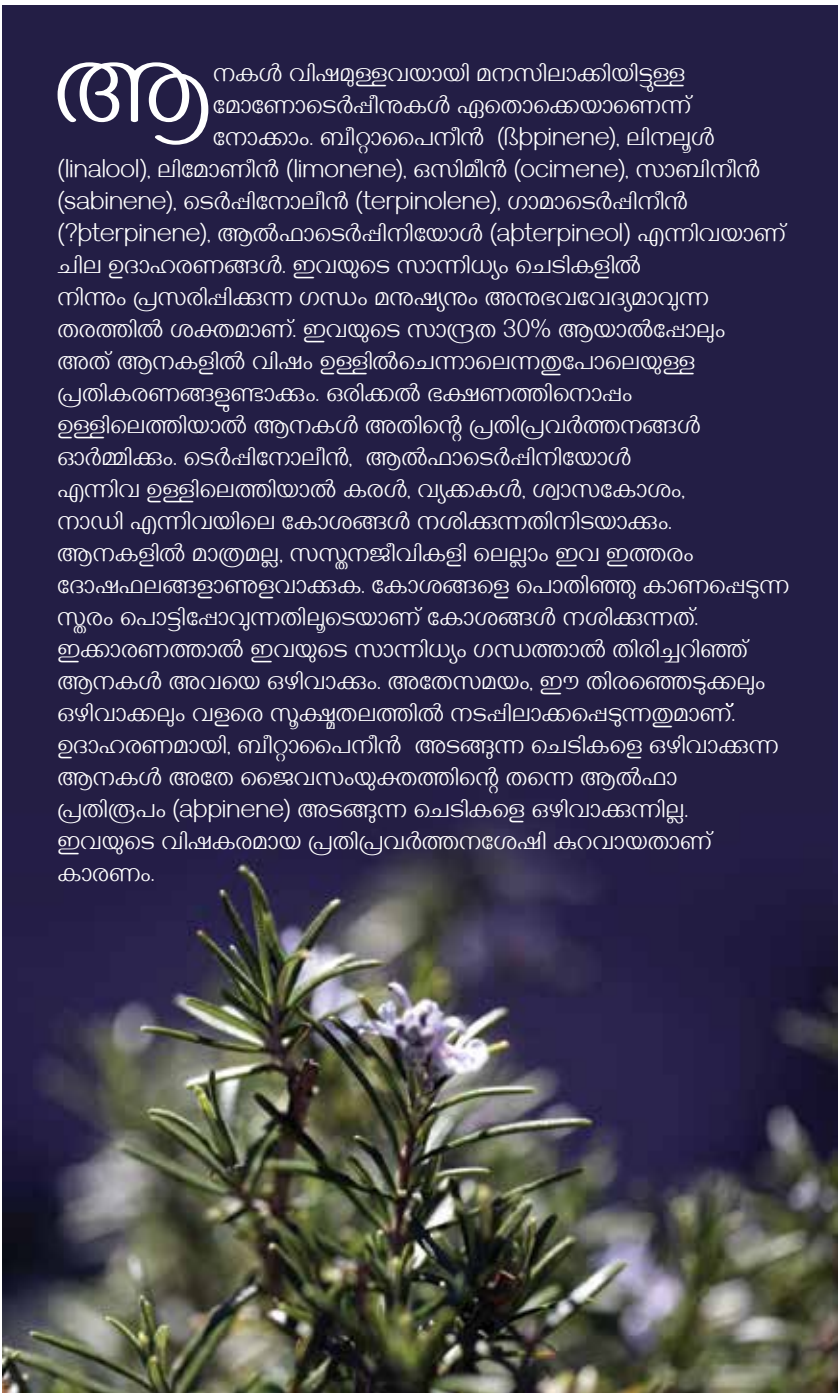 ആനകൾ വിഷമുള്ളവയായി മനസിലാക്കിയിട്ടുള്ള
മോണോടെർപ്പീനുകൾ ഏതൊക്കെയാണെന്ന്
നോക്കാം. ബീറ്റാപൈനീൻ (ßþpinene), ലിനലൂൾ
(linalool), ലിമോണീൻ (limonene), ഒസിമീൻ (ocimene), സാബിനീൻ
(sabinene), ടെർപ്പിനോലീൻ (terpinolene), ഗാമാടെർപ്പിനീൻ
(?þterpinene), ആൽഫാടെർപ്പിനിയോൾ (aþterpineol) എന്നിവയാണ്
ചില ഉദാഹരണങ്ങൾ. ഇവയുടെ സാന്നിധ്യം ചെടികളിൽ
നിന്നും പ്രസരിപ്പിക്കുന്ന ഗന്ധം മനുഷ്യനും അനുഭവവേദ്യമാവുന്ന
തരത്തിൽ ശക്തമാണ്. ഇവയുടെ സാന്ദ്രത 30% ആയാൽപ്പോലും
അത് ആനകളിൽ വിഷം ഉള്ളിൽചെന്നാലെന്നതുപോലെയുള്ള
പ്രതികരണങ്ങളുണ്ടാക്കും. ഒരിക്കൽ ഭക്ഷണത്തിനൊപ്പം
ഉള്ളിലെത്തിയാൽ ആനകൾ അതിന്റെ പ്രതിപ്രവർത്തനങ്ങൾ
ഓർമ്മിക്കും. ടെർപ്പിനോലീൻ, ആൽഫാടെർപ്പിനിയോൾ
എന്നിവ ഉള്ളിലെത്തിയാൽ കരൾ, വൃക്കകൾ, ശ്വാസകോശം,
നാഡി എന്നിവയിലെ കോശങ്ങൾ നശിക്കുന്നതിനിടയാക്കും.
ആനകളിൽ മാത്രമല്ല, സസ്തനജീവികളി ലെല്ലാം ഇവ ഇത്തരം
ദോഷഫലങ്ങളാണുളവാക്കുക. കോശങ്ങളെ പൊതിഞ്ഞു കാണപ്പെടുന്ന
സ്തരം പൊട്ടിപ്പോവുന്നതിലൂടെയാണ് കോശങ്ങൾ നശിക്കുന്നത്.
ഇക്കാരണത്താൽ ഇവയുടെ സാന്നിധ്യം ഗന്ധത്താൽ തിരിച്ചറിഞ്ഞ്
ആനകൾ അവയെ ഒഴിവാക്കും. അതേസമയം, ഈ തിരഞ്ഞെടുക്കലും
ഒഴിവാക്കലും വളരെ സൂക്ഷ്മതലത്തിൽ നടപ്പിലാക്കപ്പെടുന്നതുമാണ്.
ഉദാഹരണമായി, ബീറ്റാപൈനീൻ അടങ്ങുന്ന ചെടികളെ ഒഴിവാക്കുന്ന
ആനകൾ അതേ ജൈവസംയുക്തത്തിന്റെ തന്നെ ആൽഫാ
പ്രതിരൂപം (aþpinene) അടങ്ങുന്ന ചെടികളെ ഒഴിവാക്കുന്നില്ല.
ഇവയുടെ വിഷകരമായ പ്രതിപ്രവർത്തനശേഷി കുറവായതാണ്
കാരണം.